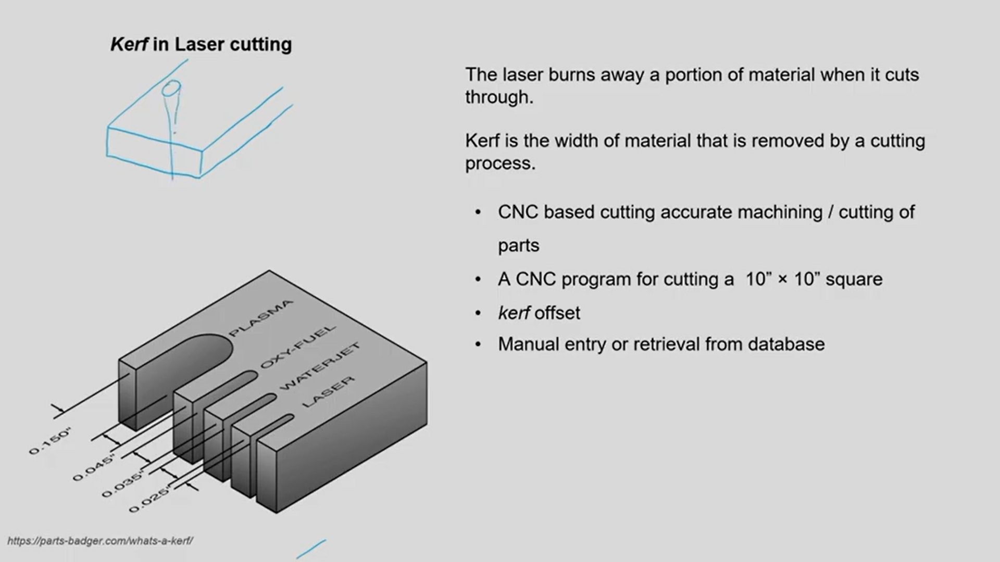 Kerf in Laser cutting
The laser burns away a portion of material when it cuts
through.
Kerf is the width of material that is removed by a cutting
process.
• CNC based cutting accurate machining / cutting of
parts
• A CNC program for cutting a 10” × 10” square
• kerf offset
• Manual entry or retrieval from database
PLASMA
OXY-FUEL
WATERJET
LASER
0.150"
0.045"
0.035"
0.025"
https://parts-badger.com/whats-a-kerf/